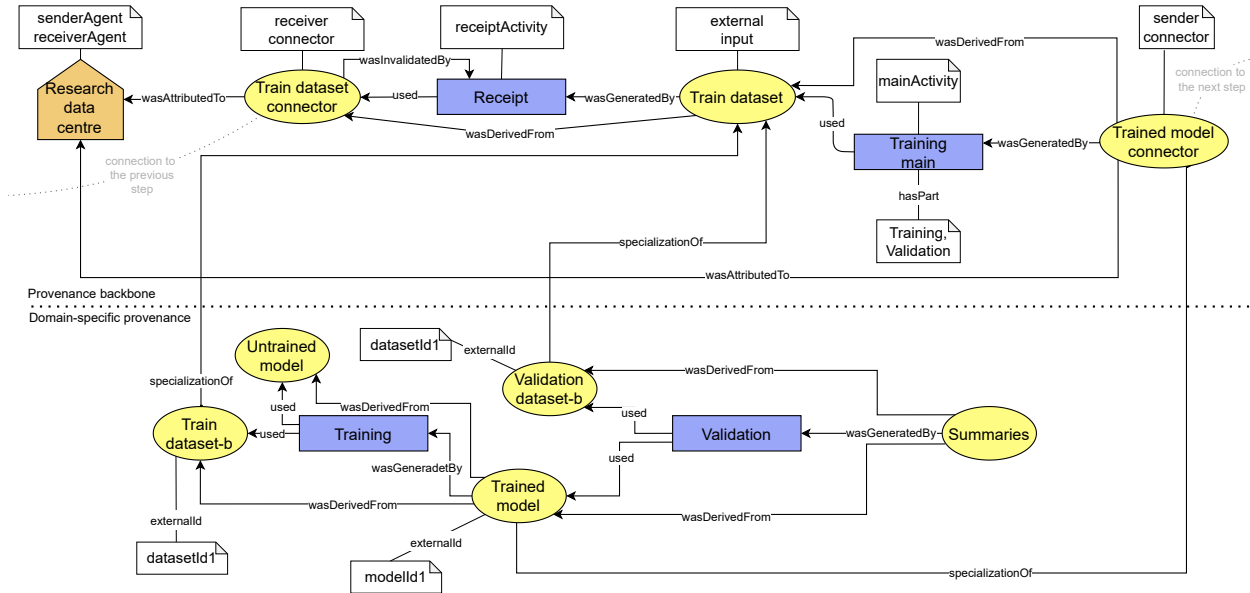 senderAgent
receiverAgent
receiver
connector
receiptActivity
external
input
sender
connector
wasDerivedFrom
connection to
the next step
mainActivity
wasInvalidatedBy
Research
data
centre
wasAttributedTo
Train dataset
connector
used
Receipt
wasGeneratedBy
Train dataset
used
wasDerivedFrom
Training
main
wasGeneratedBy
Trained model
connector
connection to
the previous
step
hasPart
Training,
Validation
specializationOf
wasAttributedTo
Provenance backbone
Domain-specific provenance
datasetId1
externalId
Untrained
model
wasDerivedFrom
specializationOf
Validation
dataset-b
used
wasDerivedFrom
used
Train
dataset-b
used
Training
Validation
wasGeneratedBy
Summaries
used
wasGeneradetBy
Trained
model
wasDerivedFrom
wasDerivedFrom
externalId
externalId
datasetId1
modelId1
specializationOf